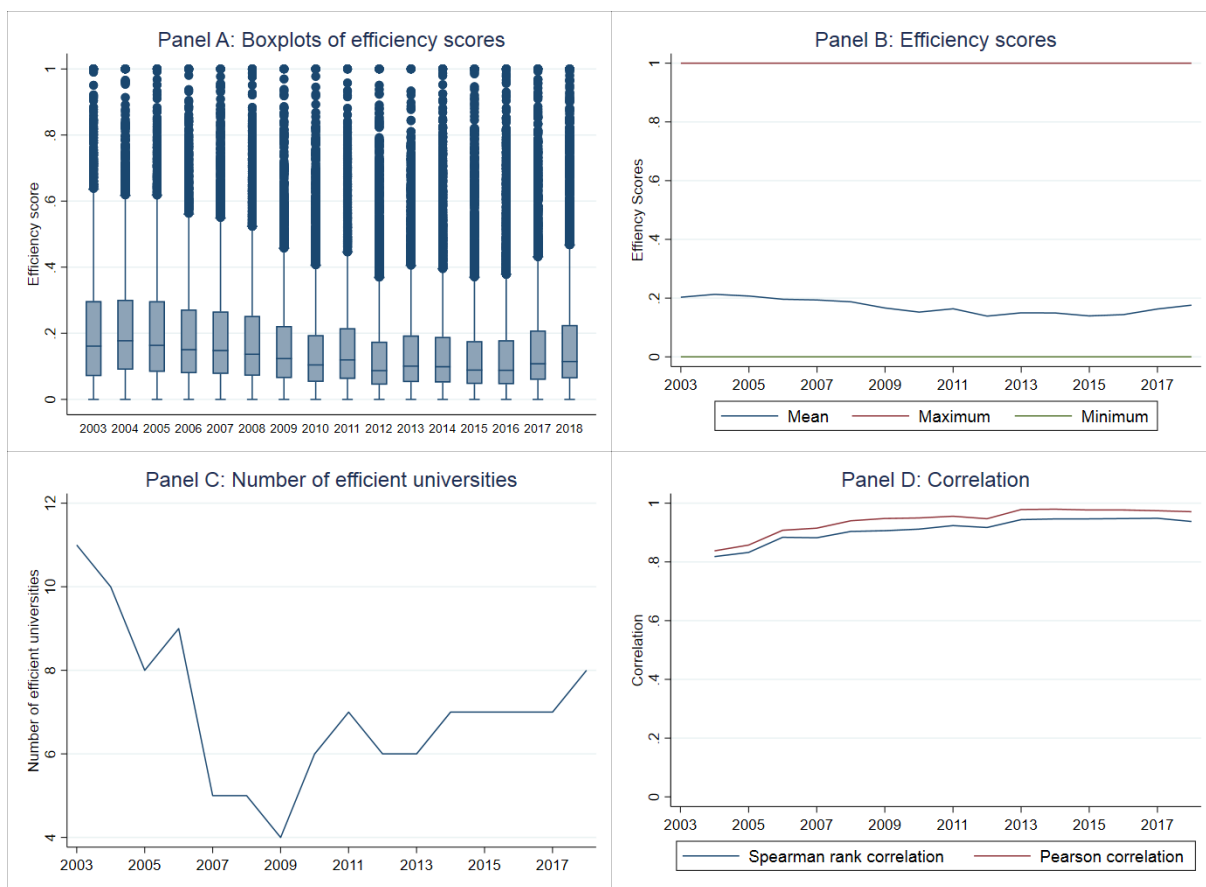 Panel A: Boxplots of efficiency scores
Efficiency score
1
.8
.6
.4
.2
0
2003 2004 2005 2006 2007 2008 2009 2010 2011 2012 2013 2014 2015 2016 2017 2018
Panel B: Efficiency scores
Effiency Scores
1
.8
.6
.4
.2
0
2003 2005 2007 2009 2011 2013 2015 2017
Mean Maximum Minimum
Panel C: Number of efficient universities
Number of efficient universities
12
10
8
6
4
2003 2005 2007 2009 2011 2013 2015 2017
Panel D: Correlation
Correlation
1
.8
.6
.4
.2
0
2003 2005 2007 2009 2011 2013 2015 2017
Spearman rank correlation Pearson correlation